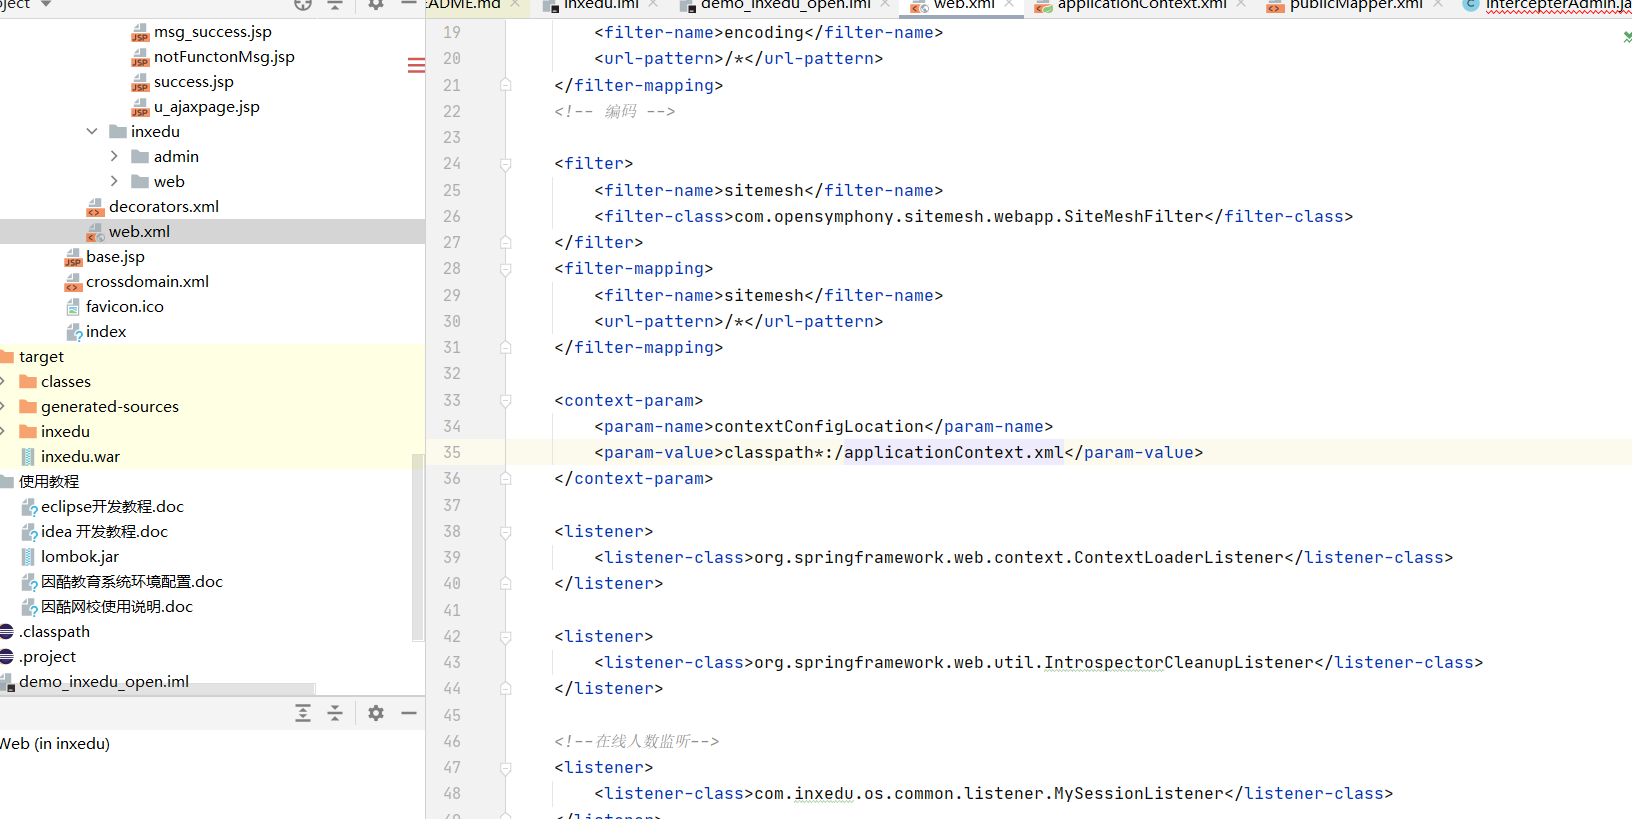 oject
EADME.md
inxedu.iml
demo_inxedu_open.iml
web.xml
applicationContext.xml
publicMapper.xml
IntercepterAdmin.ja
msg_success.jsp
notFunctonMsg.jsp
success.jsp
u_ajaxpage.jsp
inxedu
admin
web
decorators.xml
web.xml
base.jsp
crossdomain.xml
favicon.ico
index
target
classes
generated-sources
inxedu
inxedu.war
使用教程
eclipse开发教程.doc
idea 开发教程.doc
lombok.jar
因酷教育系统环境配置.doc
因酷网校使用说明.doc
.classpath
.project
demo_inxedu_open.iml
Web (in inxedu)
19 <filter-name>encoding</filter-name>
20 <url-pattern>/*</url-pattern>
21 </filter-mapping>
22 <!-- 编码 -->
23
24 <filter>
25 <filter-name>sitemesh</filter-name>
26 <filter-class>com.opensymphony.sitemesh.webapp.SiteMeshFilter</filter-class>
27 </filter>
28 <filter-mapping>
29 <filter-name>sitemesh</filter-name>
30 <url-pattern>/*</url-pattern>
31 </filter-mapping>
32
33 <context-param>
34 <param-name>contextConfigLocation</param-name>
35 <param-value>classpath*:/applicationContext.xml</param-value>
36 </context-param>
37
38 <listener>
39 <listener-class>org.springframework.web.context.ContextLoaderListener</listener-class>
40 </listener>
41
42 <listener>
43 <listener-class>org.springframework.web.util.IntrospectorCleanupListener</listener-class>
44 </listener>
45
46 <!--在线人数监听-->
47 <listener>
48 <listener-class>com.inxedu.os.common.listener.MySessionListener</listener-class>
49 </listener>